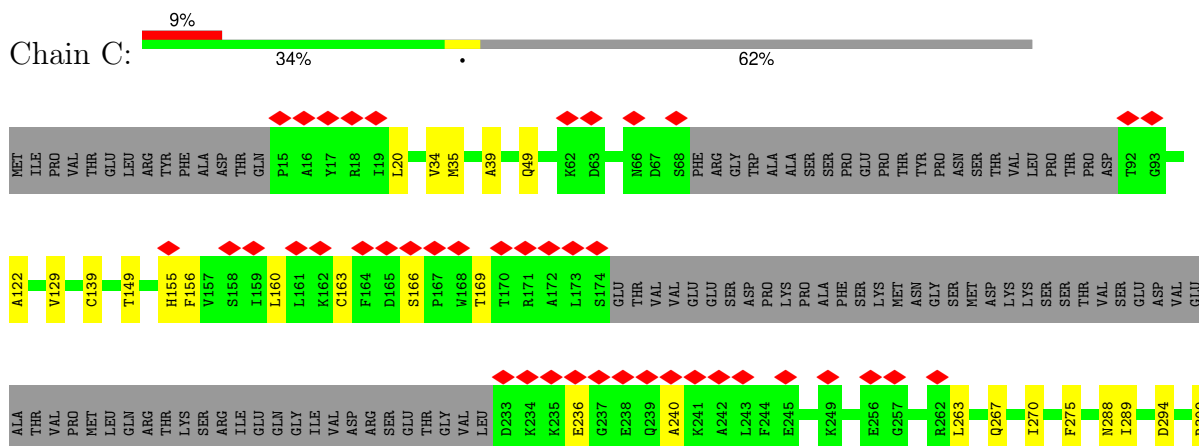 9%
Chain C:
34% • 62%
MET ILE PRO VAL THR GLU LEU ARG TYR PHE ALA ASP THR GLN P15 A16 Y17 R18 I19 L20 V34 M35 A39 Q49 K62 D63 N66 D67 S68 PHE ARG GLY TRP ALA ALA SER SER PRO GLU PRO THR TYR PRO ASN SER THR VAL LEU PRO THR PRO ASP T92 G93
A122 V129 C139 T149 H155 F156 V157 S158 I159 L160 L161 K162 C163 F164 D165 S166 P167 W168 T169 T170 R171 A172 L173 S174 GLU THR VAL VAL GLU GLU SER ASP PRO LYS PRO ALA PHE SER LYS MET ASN GLY SER MET ASP LYS LYS SER SER THR VAL SER GLU ASP VAL GLU
ALA THR VAL PRO MET LEU GLN ARG THR LYS SER ARG ILE GLU GLN GLY ILE VAL ASP ARG SER GLU THR GLY VAL LEU D233 K234 K235 E236 G237 E238 Q239 A240 K241 A242 L243 F244 E245 K249 E256 G257 R262 L263 Q267 I270 F275 N288 I289 D294